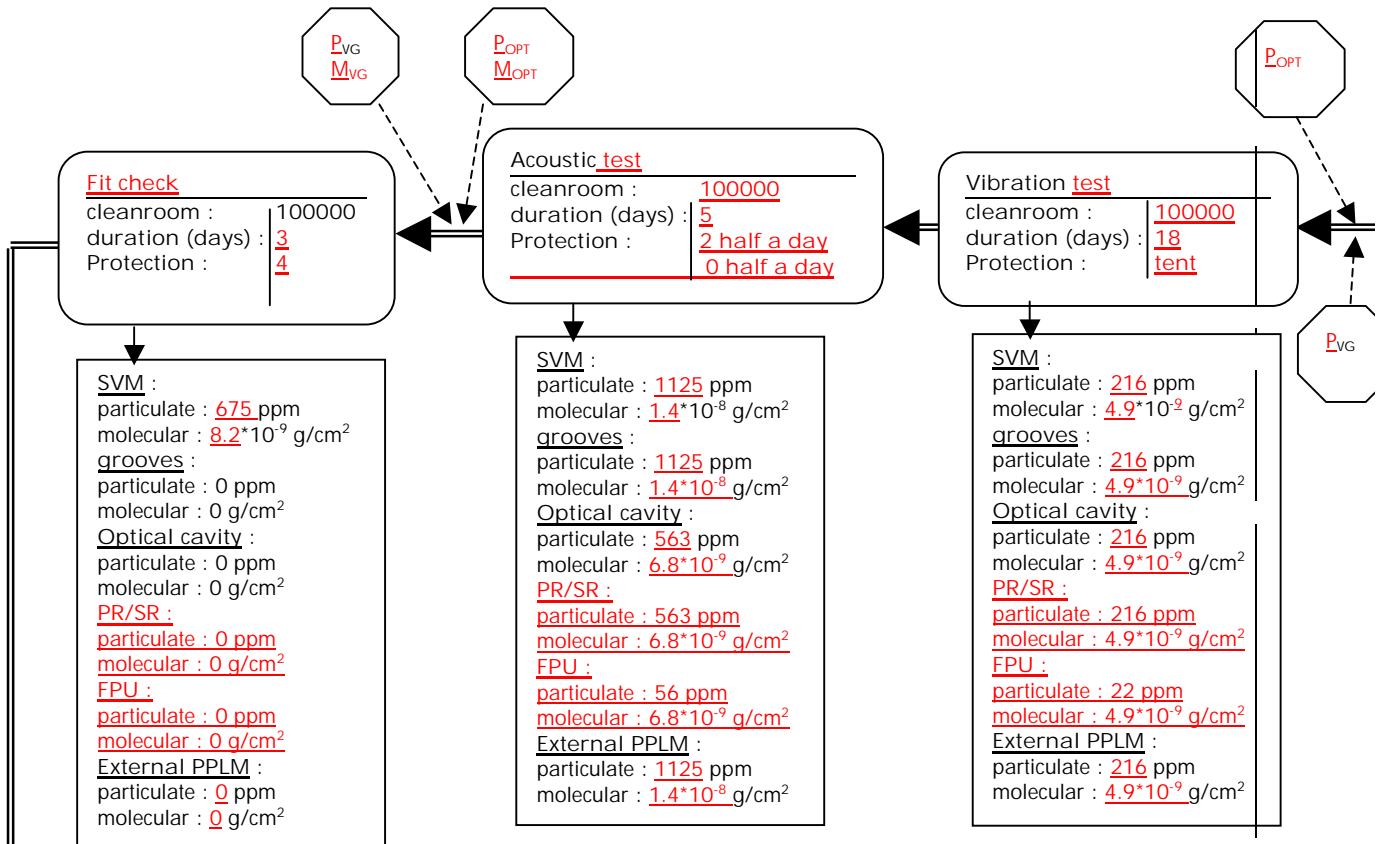 P_VG
M_VG
P_OPT
M_OPT
P_OPT
Fit check
cleanroom : 100000
duration (days) : 3
Protection : 4
Acoustic test
cleanroom : 100000
duration (days) : 5
Protection : 2 half a day
0 half a day
Vibration test
cleanroom : 100000
duration (days) : 18
Protection : tent
P_VG
SVM :
particulate : 675 ppm
molecular : 8.2*10⁻⁹ g/cm²
grooves :
particulate : 0 ppm
molecular : 0 g/cm²
Optical cavity :
particulate : 0 ppm
molecular : 0 g/cm²
PR/SR :
particulate : 0 ppm
molecular : 0 g/cm²
FPU :
particulate : 0 ppm
molecular : 0 g/cm²
External PPLM :
particulate : 0 ppm
molecular : 0 g/cm²
SVM :
particulate : 1125 ppm
molecular : 1.4*10⁻⁸ g/cm²
grooves :
particulate : 1125 ppm
molecular : 1.4*10⁻⁸ g/cm²
Optical cavity :
particulate : 563 ppm
molecular : 6.8*10⁻⁹ g/cm²
PR/SR :
particulate : 563 ppm
molecular : 6.8*10⁻⁹ g/cm²
FPU :
particulate : 56 ppm
molecular : 6.8*10⁻⁹ g/cm²
External PPLM :
particulate : 1125 ppm
molecular : 1.4*10⁻⁸ g/cm²
SVM :
particulate : 216 ppm
molecular : 4.9*10⁻⁹ g/cm²
grooves :
particulate : 216 ppm
molecular : 4.9*10⁻⁹ g/cm²
Optical cavity :
particulate : 216 ppm
molecular : 4.9*10⁻⁹ g/cm²
PR/SR :
particulate : 216 ppm
molecular : 4.9*10⁻⁹ g/cm²
FPU :
particulate : 22 ppm
molecular : 4.9*10⁻⁹ g/cm²
External PPLM :
particulate : 216 ppm
molecular : 4.9*10⁻⁹ g/cm²